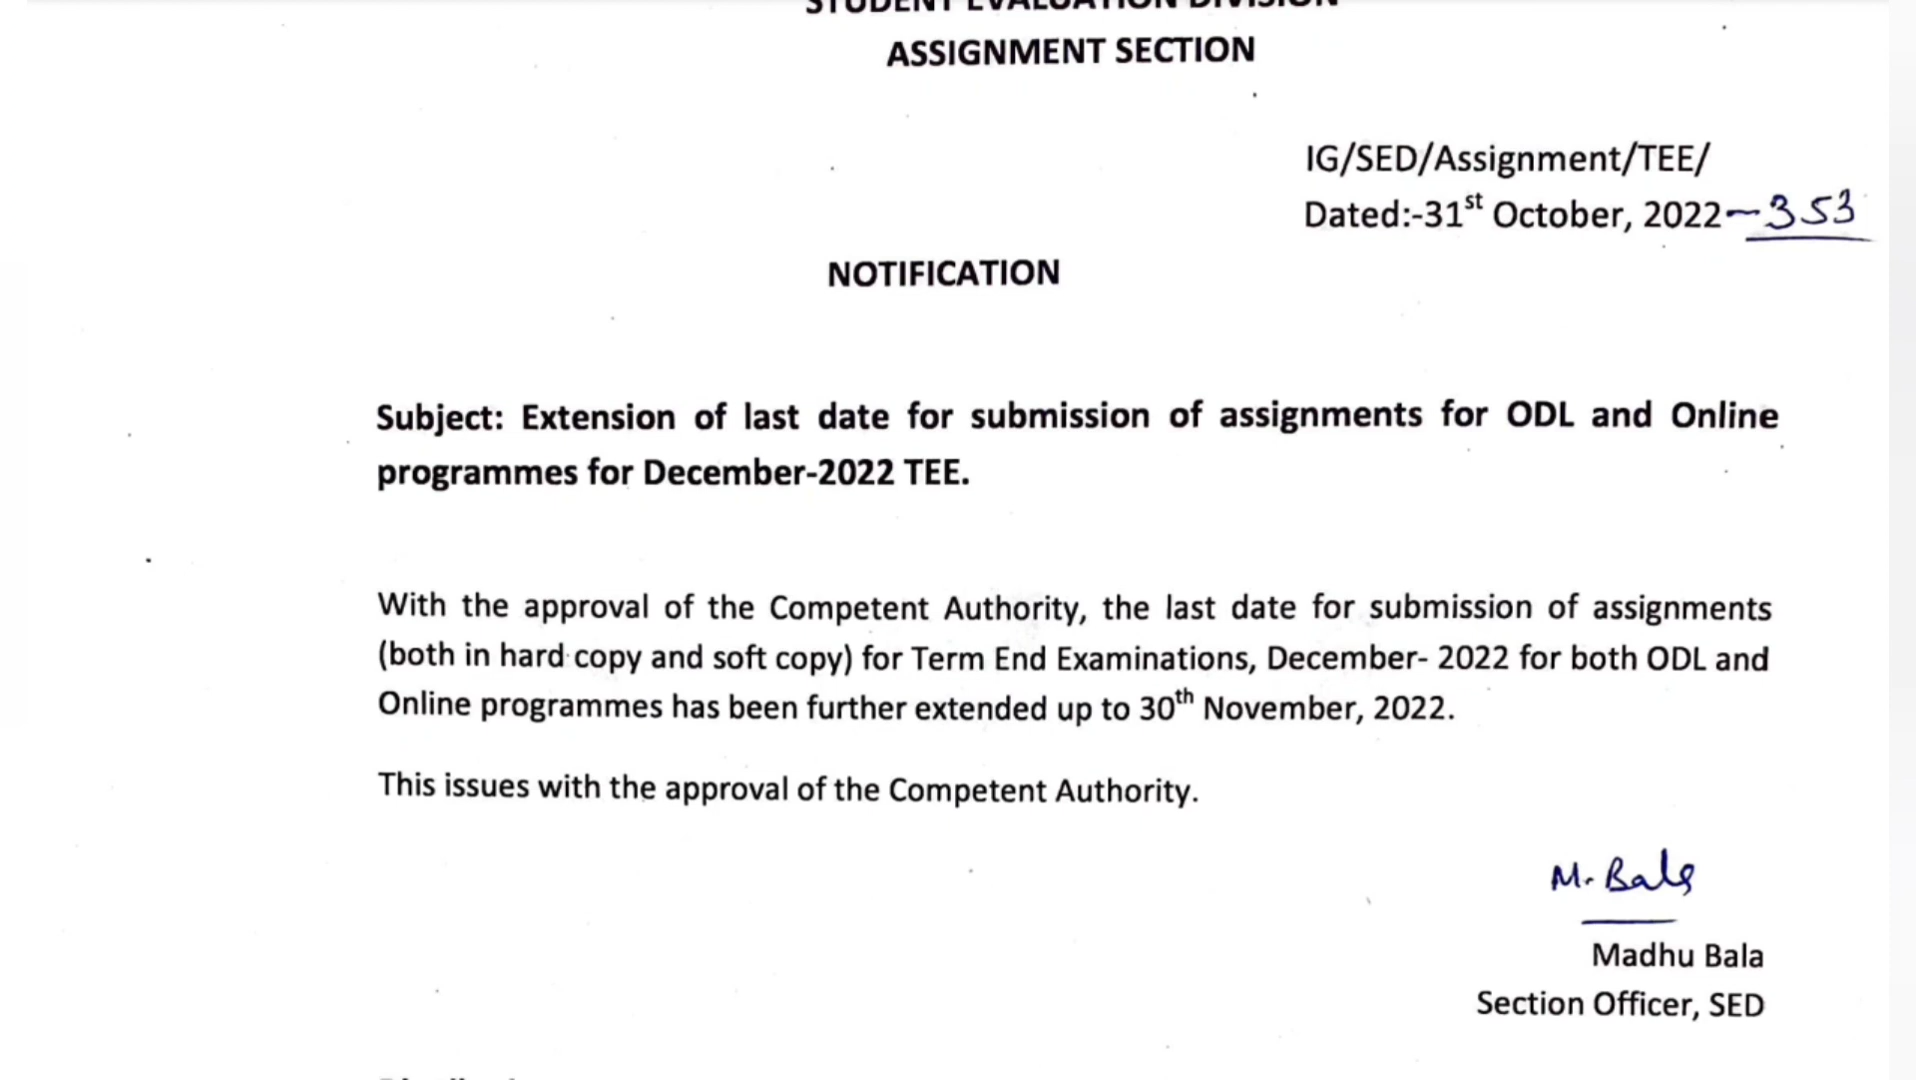 STUDENT EVALUATION DIVISION
ASSIGNMENT SECTION
IG/SED/Assignment/TEE/
Dated:-31st October, 2022 – 353
NOTIFICATION
Subject: Extension of last date for submission of assignments for ODL and Online
programmes for December-2022 TEE.
With the approval of the Competent Authority, the last date for submission of assignments
(both in hard copy and soft copy) for Term End Examinations, December- 2022 for both ODL and
Online programmes has been further extended up to 30th November, 2022.
This issues with the approval of the Competent Authority.
M. Bala
Madhu Bala
Section Officer, SED